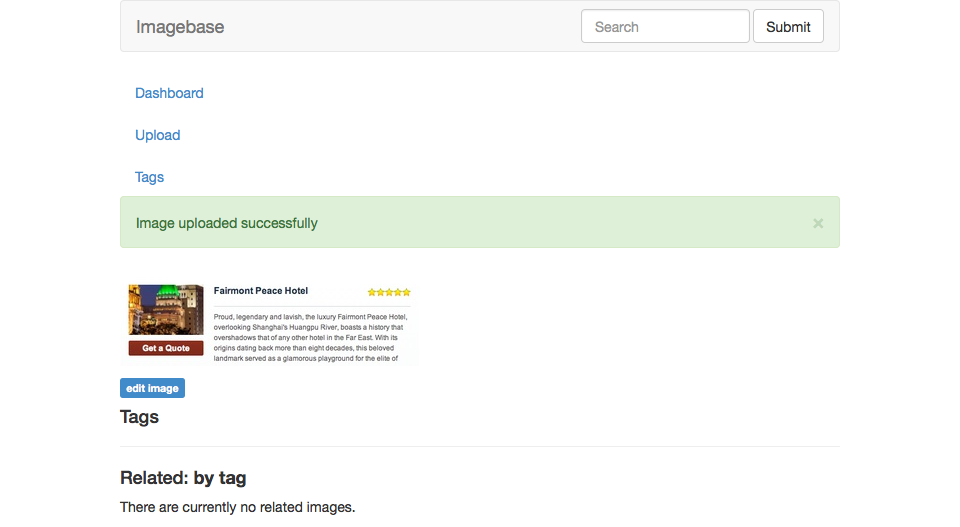 Imagebase
Search
Submit
Dashboard
Upload
Tags
Image uploaded successfully
×
Fairmont Peace Hotel
Proud, legendary and lavish, the luxury Fairmont Peace Hotel,
overlooking Shanghai's Huangpu River, boasts a history that
overshadows that of any other hotel in the Far East. With its
origins dating back more than eight decades, this beloved
landmark served as a glamorous playground for the elite of
Get a Quote
edit image
Tags
Related: by tag
There are currently no related images.